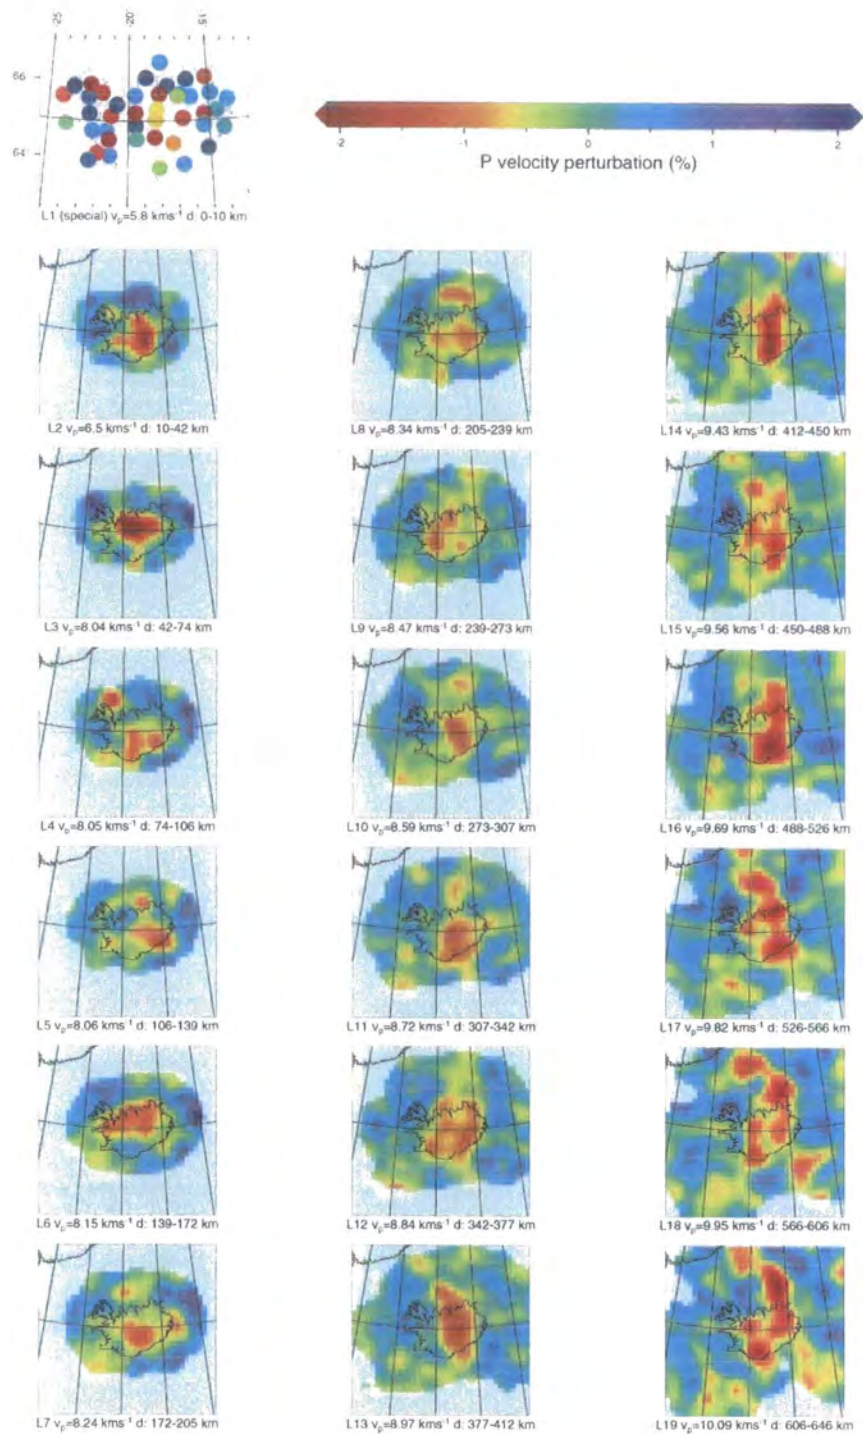 -25 -20 -15
66
64
-2 -1 0 1 2
P velocity perturbation (%)
L1 (special) vₚ=5.8 kms⁻¹ d: 0-10 km
L2 vₚ=6.5 kms⁻¹ d: 10-42 km
L8 vₚ=8.34 kms⁻¹ d: 205-239 km
L14 vₚ=9.43 kms⁻¹ d: 412-450 km
L3 vₚ=8.04 kms⁻¹ d: 42-74 km
L9 vₚ=8.47 kms⁻¹ d: 239-273 km
L15 vₚ=9.56 kms⁻¹ d: 450-488 km
L4 vₚ=8.05 kms⁻¹ d: 74-106 km
L10 vₚ=8.59 kms⁻¹ d: 273-307 km
L16 vₚ=9.69 kms⁻¹ d: 488-526 km
L5 vₚ=8.06 kms⁻¹ d: 106-139 km
L11 vₚ=8.72 kms⁻¹ d: 307-342 km
L17 vₚ=9.82 kms⁻¹ d: 526-566 km
L6 vₚ=8.15 kms⁻¹ d: 139-172 km
L12 vₚ=8.84 kms⁻¹ d: 342-377 km
L18 vₚ=9.95 kms⁻¹ d: 566-606 km
L7 vₚ=8.24 kms⁻¹ d: 172-205 km
L13 vₚ=8.97 kms⁻¹ d: 377-412 km
L19 vₚ=10.09 kms⁻¹ d: 606-646 km